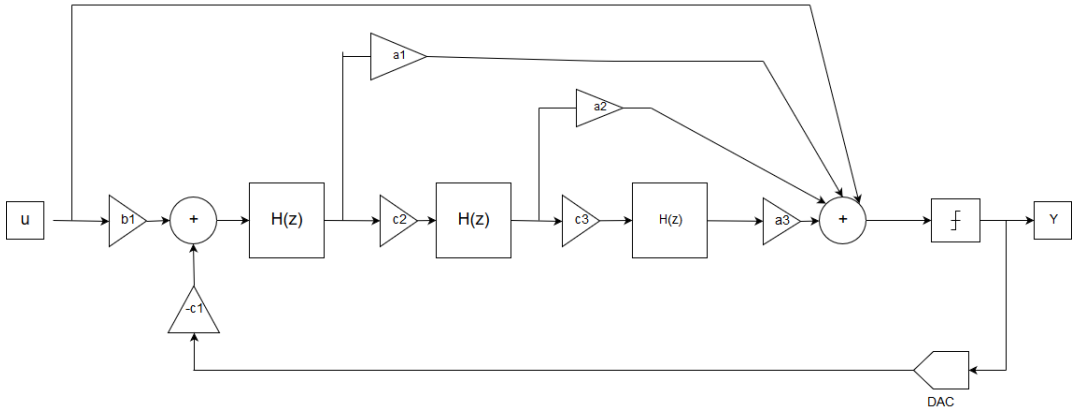 a1
a2
u
b1
+
H(z)
c2
H(z)
c3
H(z)
a3
+
Y
-c1
DAC